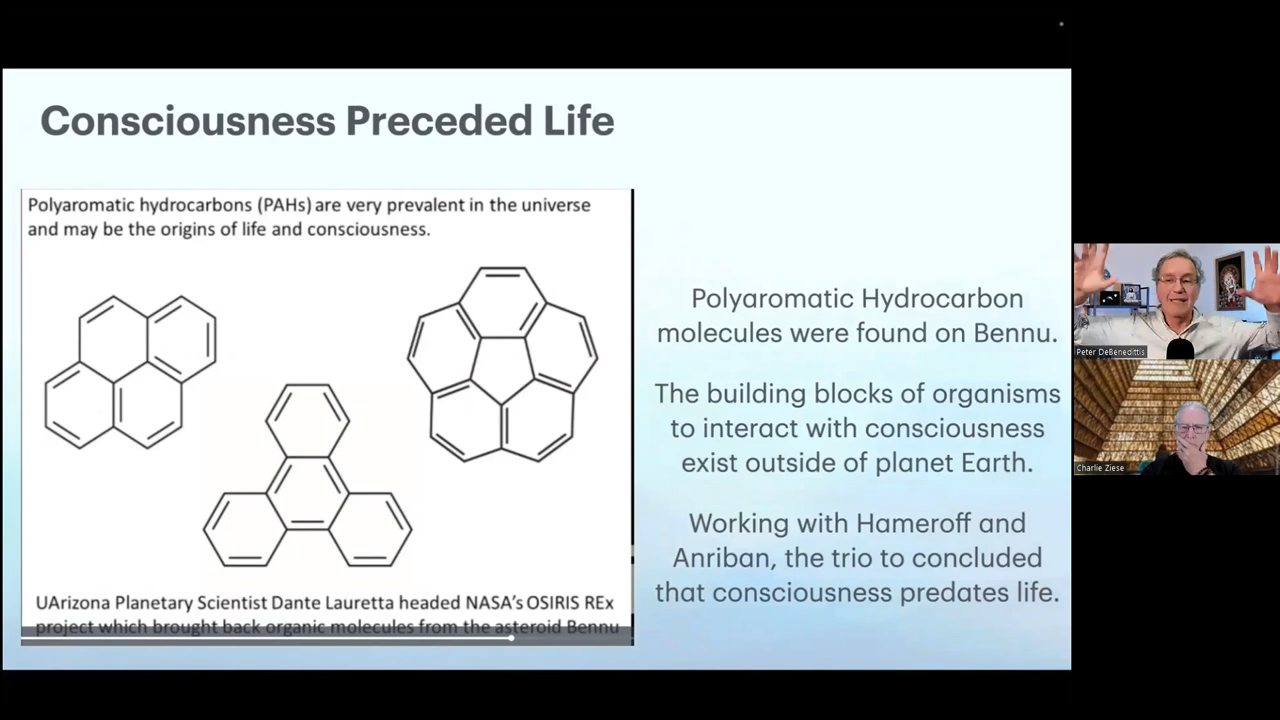 Consciousness Preceded Life
Polyaromatic hydrocarbons (PAHs) are very prevalent in the universe
and may be the origins of life and consciousness.
UArizona Planetary Scientist Dante Lauretta headed NASA's OSIRIS REx
project which brought back organic molecules from the asteroid Bennu
Polyaromatic Hydrocarbon
molecules were found on Bennu.
The building blocks of organisms
to interact with consciousness
exist outside of planet Earth.
Working with Hameroff and
Anriban, the trio to concluded
that consciousness predates life.
Peter DeBenedittis
Charlie Ziese